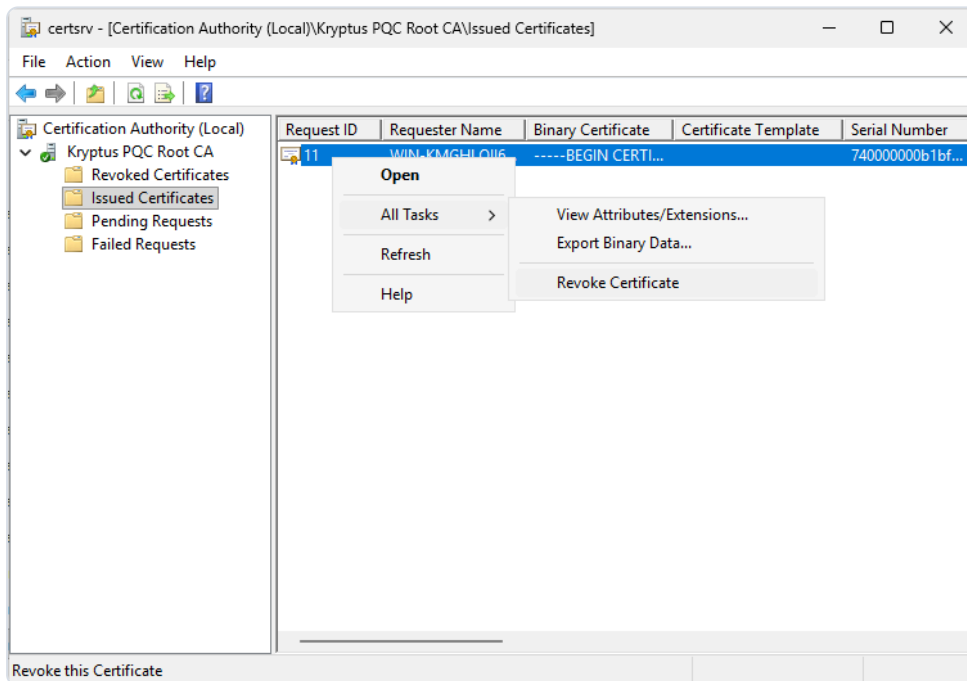 certsrv - [Certification Authority (Local)\Kryptus PQC Root CA\Issued Certificates]
File Action View Help
Certification Authority (Local)
Kryptus PQC Root CA
Revoked Certificates
Issued Certificates
Pending Requests
Failed Requests
Request ID Requester Name Binary Certificate Certificate Template Serial Number
11 -----BEGIN CERTI... 740000000b1bf...
Open
All Tasks
Refresh
Help
View Attributes/Extensions...
Export Binary Data...
Revoke Certificate
Revoke this Certificate